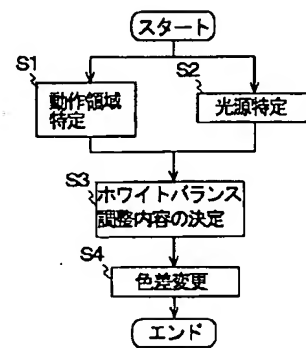 スタート
S1
動作領域
特定
S2
光源特定
S3
ホワイトバランス
調整内容の決定
S4
色差変更
エンド